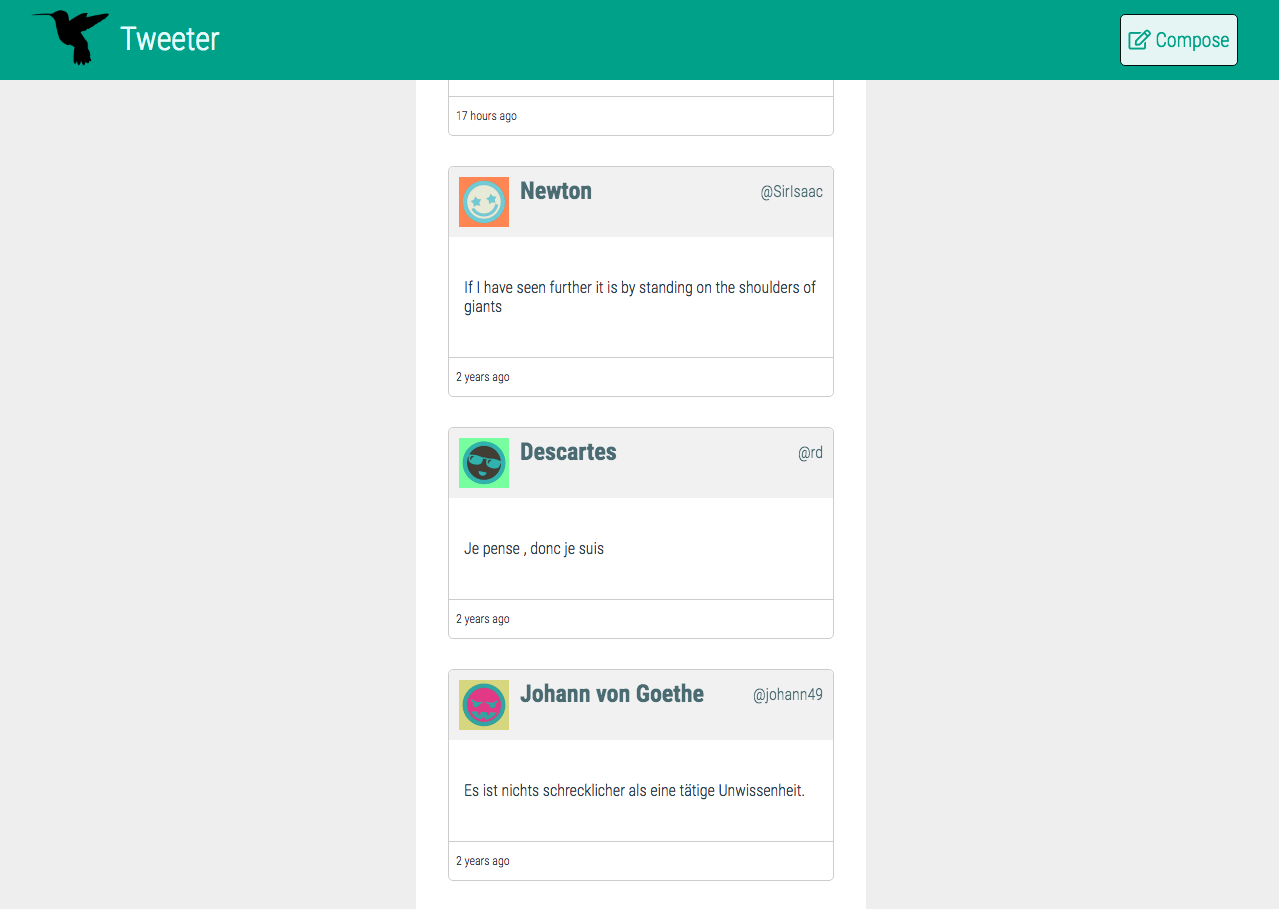 Tweeter
Compose
17 hours ago
Newton
@SirIsaac
If I have seen further it is by standing on the shoulders of
giants
2 years ago
Descartes
@rd
Je pense , donc je suis
2 years ago
Johann von Goethe
@johann49
Es ist nichts schrecklicher als eine tätige Unwissenheit.
2 years ago